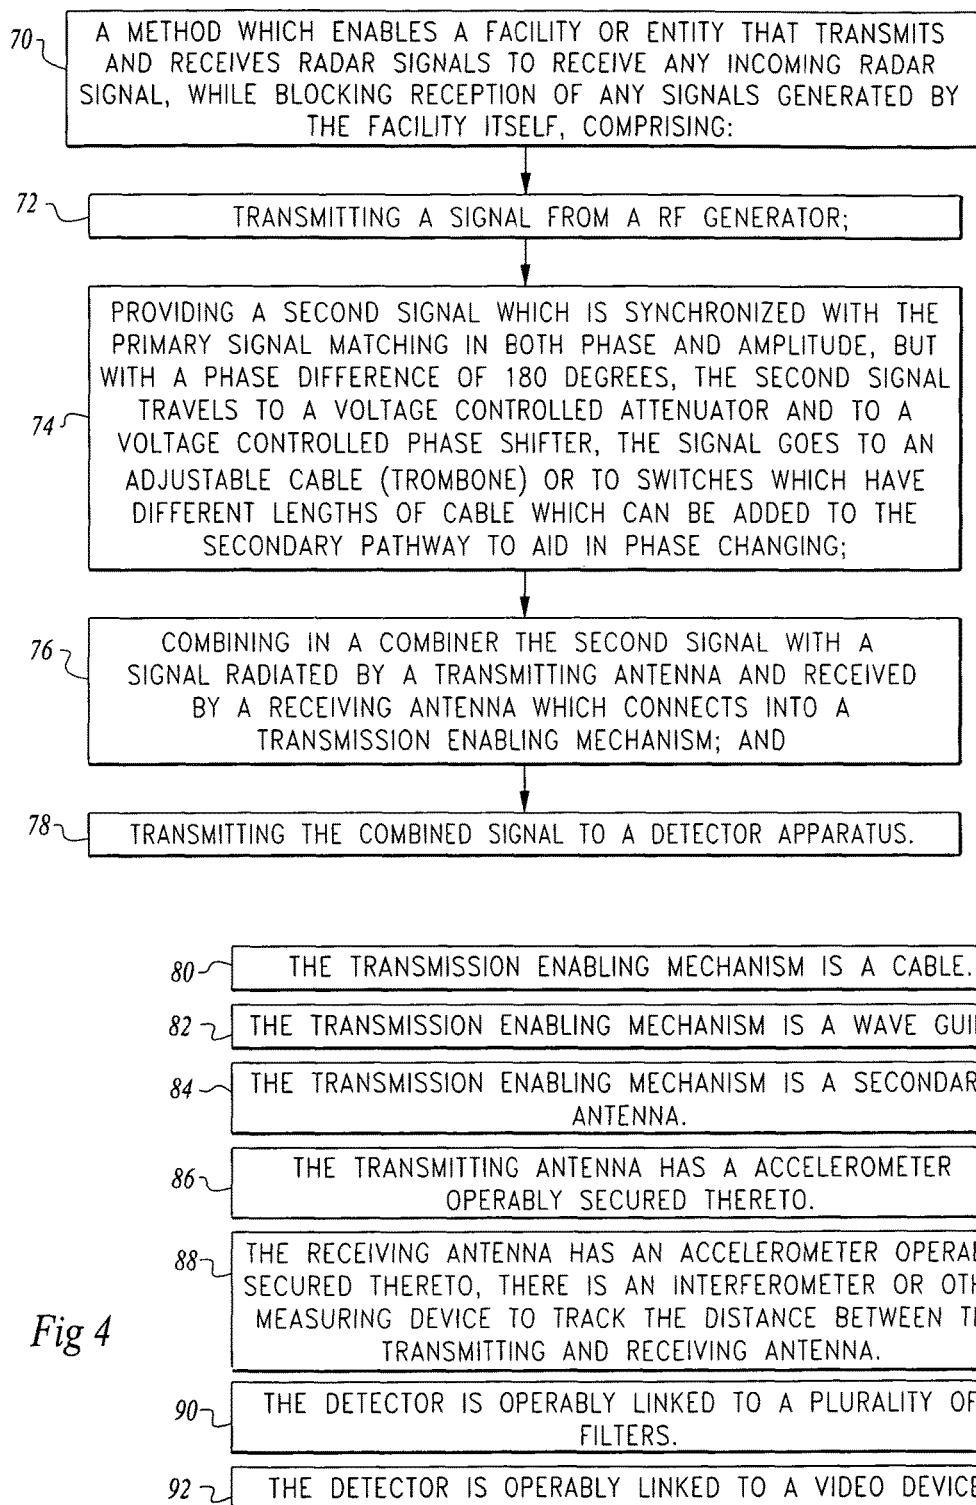 70
A METHOD WHICH ENABLES A FACILITY OR ENTITY THAT TRANSMITS
AND RECEIVES RADAR SIGNALS TO RECEIVE ANY INCOMING RADAR
SIGNAL, WHILE BLOCKING RECEPTION OF ANY SIGNALS GENERATED BY
THE FACILITY ITSELF, COMPRISING:
72
TRANSMITTING A SIGNAL FROM A RF GENERATOR;
74
PROVIDING A SECOND SIGNAL WHICH IS SYNCHRONIZED WITH THE
PRIMARY SIGNAL MATCHING IN BOTH PHASE AND AMPLITUDE, BUT
WITH A PHASE DIFFERENCE OF 180 DEGREES, THE SECOND SIGNAL
TRAVELS TO A VOLTAGE CONTROLLED ATTENUATOR AND TO A
VOLTAGE CONTROLLED PHASE SHIFTER, THE SIGNAL GOES TO AN
ADJUSTABLE CABLE (TROMBONE) OR TO SWITCHES WHICH HAVE
DIFFERENT LENGTHS OF CABLE WHICH CAN BE ADDED TO THE
SECONDARY PATHWAY TO AID IN PHASE CHANGING;
76
COMBINING IN A COMBINER THE SECOND SIGNAL WITH A
SIGNAL RADIATED BY A TRANSMITTING ANTENNA AND RECEIVED
BY A RECEIVING ANTENNA WHICH CONNECTS INTO A
TRANSMISSION ENABLING MECHANISM; AND
78
TRANSMITTING THE COMBINED SIGNAL TO A DETECTOR APPARATUS.
80
THE TRANSMISSION ENABLING MECHANISM IS A CABLE.
82
THE TRANSMISSION ENABLING MECHANISM IS A WAVE
84
THE TRANSMISSION ENABLING MECHANISM IS A
ANTENNA.
86
THE TRANSMITTING ANTENNA HAS A ACCELEROMETER
OPERABLY SECURED THERETO.
88
THE RECEIVING ANTENNA HAS AN ACCELEROMETER
SECURED THERETO, THERE IS AN INTERFEROMETER OR
MEASURING DEVICE TO TRACK THE DISTANCE BETWEEN
TRANSMITTING AND RECEIVING ANTENNA.
Fig 4
90
THE DETECTOR IS OPERABLY LINKED TO A PLURALITY OF
FILTERS.
92
THE DETECTOR IS OPERABLY LINKED TO A VIDEO DEVICE